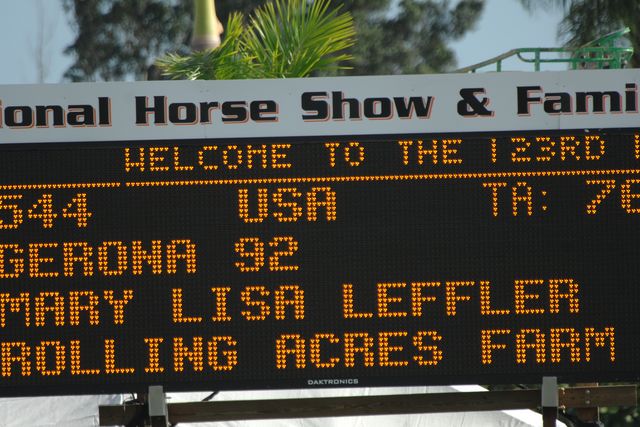 ional Horse Show & Fami
WELCOME TO THE 123RD
544 USA TA: 76
GERONA 92
MARY LISA LEFFLER
ROLLING ACRES FARM
DAKTRONICS